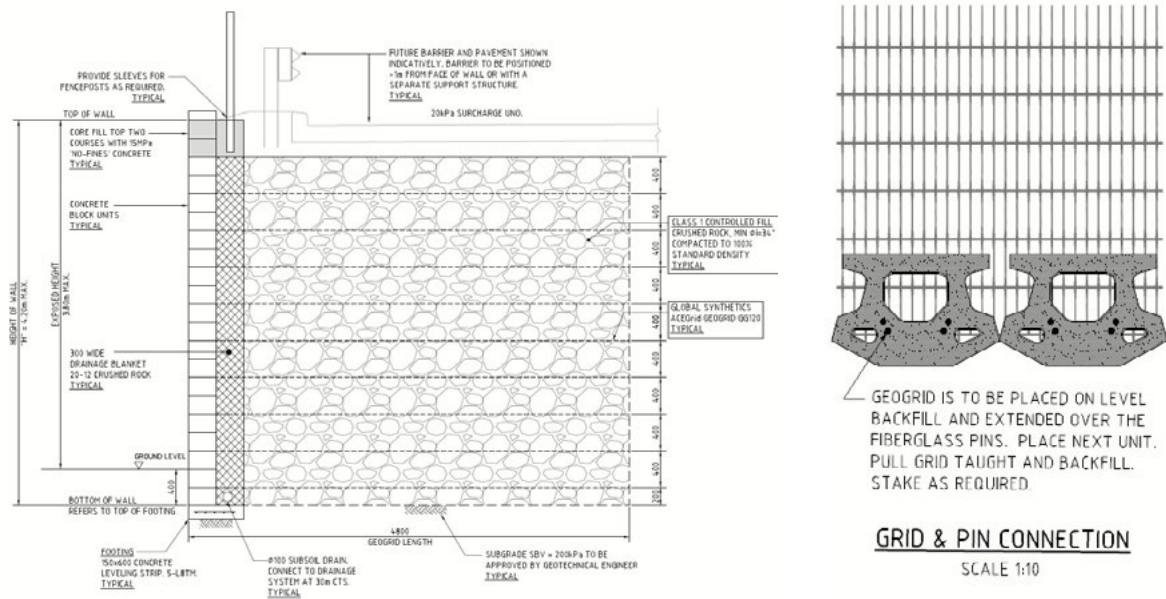 PROVIDE SLEEVES FOR
FENCEPOSTS AS REQUIRED.
TYPICAL
FUTURE BARRIER AND PAVEMENT SHOWN
INDICATIVELY. BARRIER TO BE POSITIONED
>1m FROM FACE OF WALL OR WITH A
SEPARATE SUPPORT STRUCTURE.
TYPICAL
20kPa SURCHARGE UNO.
TOP OF WALL
CORE FILL TOP TWO
COURSES WITH 15MPa
'NO-FINES' CONCRETE
TYPICAL
CONCRETE
BLOCK UNITS
TYPICAL
HEIGHT OF WALL
"H" = 4.20m MAX.
EXPOSED HEIGHT
3.80m MAX.
300 WIDE
DRAINAGE BLANKET
20-12 CRUSHED ROCK
TYPICAL
GROUND LEVEL
400
BOTTOM OF WALL
REFERS TO TOP OF FOOTING
FOOTING
150x600 CONCRETE
LEVELING STRIP. S-L8TM.
TYPICAL
Ø100 SUBSOIL DRAIN.
CONNECT TO DRAINAGE
SYSTEM AT 30m CTS.
TYPICAL
4800
GEOGRID LENGTH
SUBGRADE SBV = 200kPa TO BE
APPROVED BY GEOTECHNICAL ENGINEER
TYPICAL
400
400
400
400
400
400
400
400
400
200
CLASS 1 CONTROLLED FILL
CRUSHED ROCK, MIN Øi=34°
COMPACTED TO 100%
STANDARD DENSITY
TYPICAL
GLOBAL SYNTHETICS
ACEGrid GEOGRID GG120
TYPICAL
GEOGRID IS TO BE PLACED ON LEVEL
BACKFILL AND EXTENDED OVER THE
FIBERGLASS PINS. PLACE NEXT UNIT.
PULL GRID TAUGHT AND BACKFILL.
STAKE AS REQUIRED.
GRID & PIN CONNECTION
SCALE 1:10